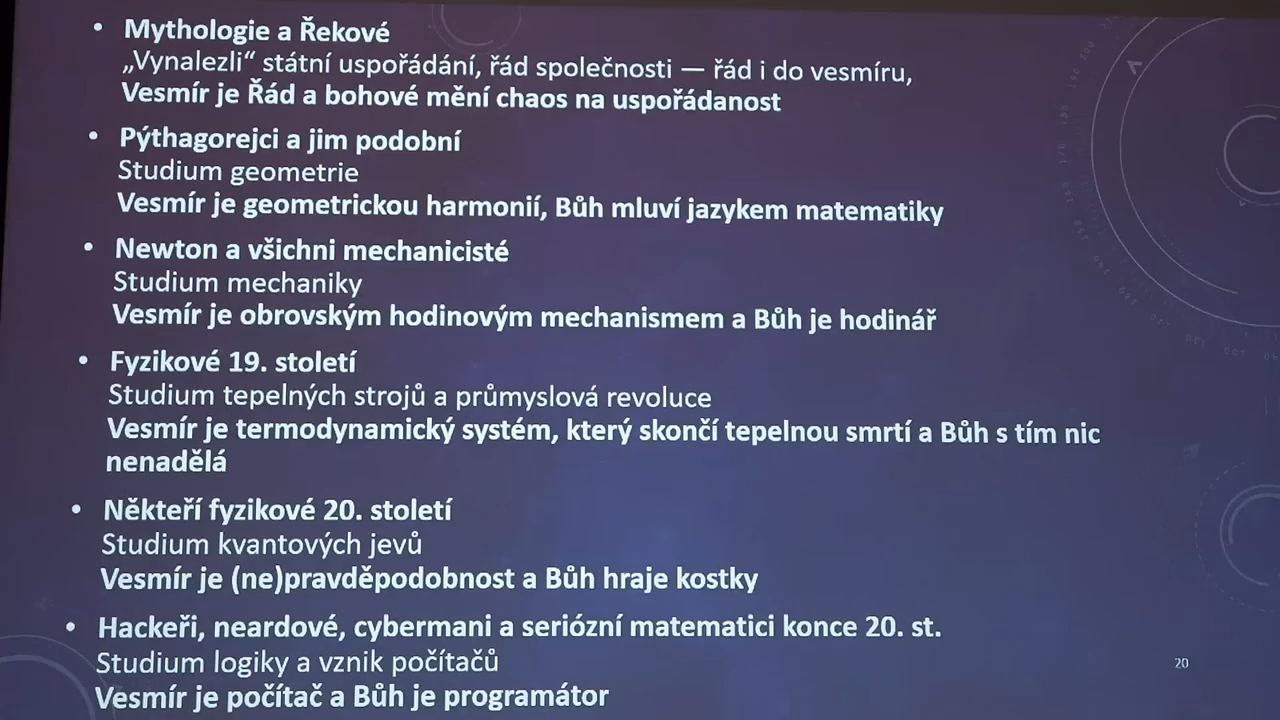 • Mythologie a Řekové
„Vynalezli“ státní uspořádání, řád společnosti — řád i do vesmíru,
Vesmír je Řád a bohové mění chaos na uspořádanost
• Pýthagorejci a jim podobní
Studium geometrie
Vesmír je geometrickou harmonií, Bůh mluví jazykem matematiky
• Newton a všichni mechanicisté
Studium mechaniky
Vesmír je obrovským hodinovým mechanismem a Bůh je hodinář
• Fyzikové 19. století
Studium tepelných strojů a průmyslová revoluce
Vesmír je termodynamický systém, který skončí tepelnou smrtí a Bůh s tím nic
nenadělá
• Někteří fyzikové 20. století
Studium kvantových jevů
Vesmír je (ne)pravděpodobnost a Bůh hraje kostky
• Hackeři, neardové, cybermani a seriózní matematici konce 20. st.
Studium logiky a vznik počítačů
Vesmír je počítač a Bůh je programátor
20